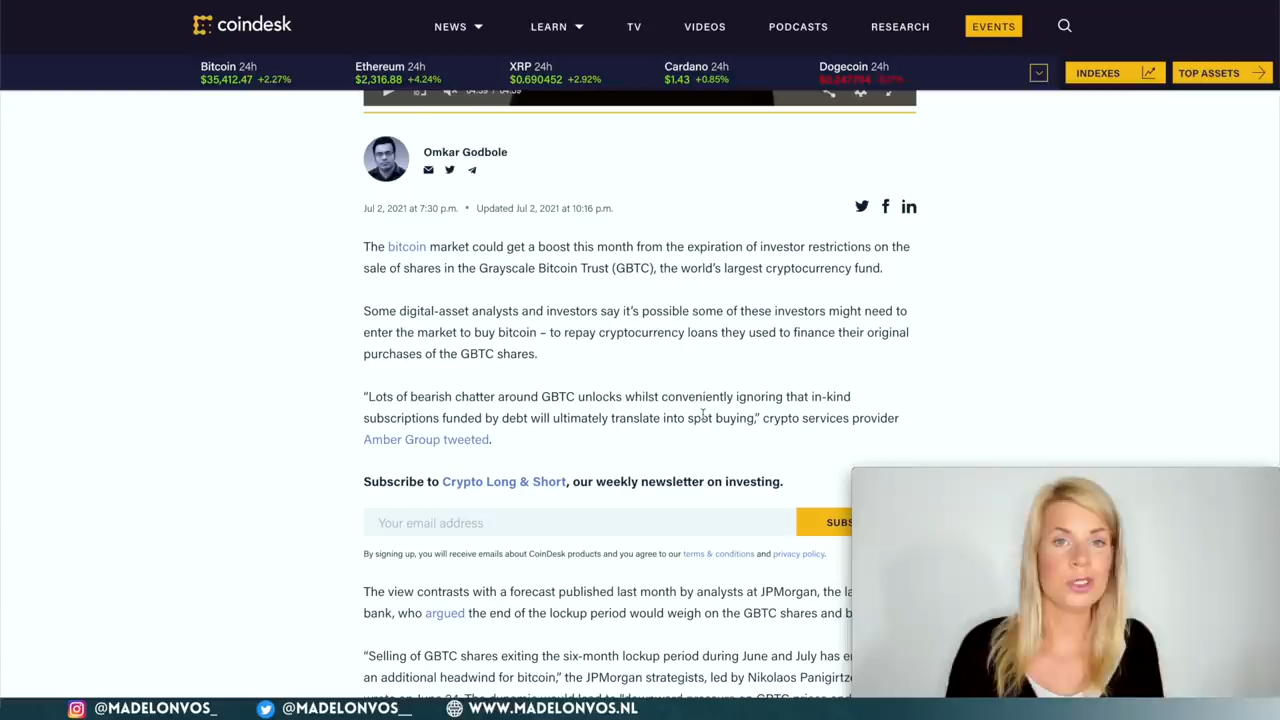 coindesk
NEWS LEARN TV VIDEOS PODCASTS RESEARCH EVENTS
Bitcoin 24h Ethereum 24h XRP 24h Cardano 24h Dogecoin 24h
$35,412.47 +2.27% $2,316.88 +4.24% $0.690452 +2.92% $1.43 +0.85%
INDEXES TOP ASSETS
Omkar Godbole
Jul 2, 2021 at 7:30 p.m. • Updated Jul 2, 2021 at 10:16 p.m.
The bitcoin market could get a boost this month from the expiration of investor restrictions on the
sale of shares in the Grayscale Bitcoin Trust (GBTC), the world's largest cryptocurrency fund.
Some digital-asset analysts and investors say it's possible some of these investors might need to
enter the market to buy bitcoin – to repay cryptocurrency loans they used to finance their original
purchases of the GBTC shares.
“Lots of bearish chatter around GBTC unlocks whilst conveniently ignoring that in-kind
subscriptions funded by debt will ultimately translate into spot buying,” crypto services provider
Amber Group tweeted.
Subscribe to Crypto Long & Short, our weekly newsletter on investing.
Your email address
SUBS
By signing up, you will receive emails about CoinDesk products and you agree to our terms & conditions and privacy policy.
The view contrasts with a forecast published last month by analysts at JPMorgan, the la
bank, who argued the end of the lockup period would weigh on the GBTC shares and b
“Selling of GBTC shares exiting the six-month lockup period during June and July has e
an additional headwind for bitcoin,” the JPMorgan strategists, led by Nikolaos Panigirtz
@MADELONVOS_ @MADELONVOS__ WWW.MADELONVOS.NL